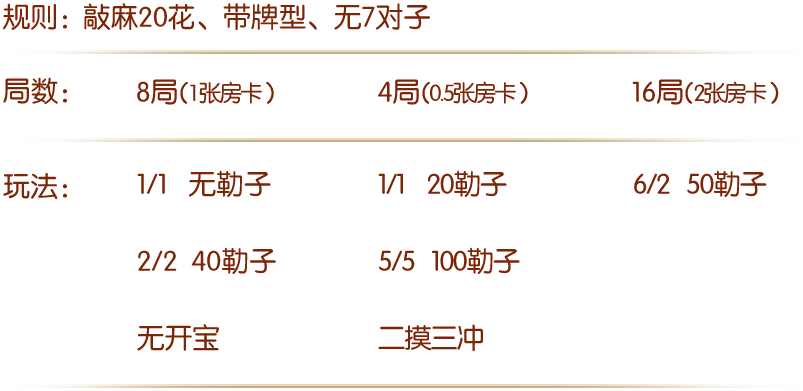 规则: 敲麻20花、带牌型、无7对子
局数: 8局(1张房卡) 4局(0.5张房卡) 16局(2张房卡)
玩法: 1/1 无勒子 1/1 20勒子 6/2 50勒子
2/2 40勒子 5/5 100勒子
无开宝 二摸三冲